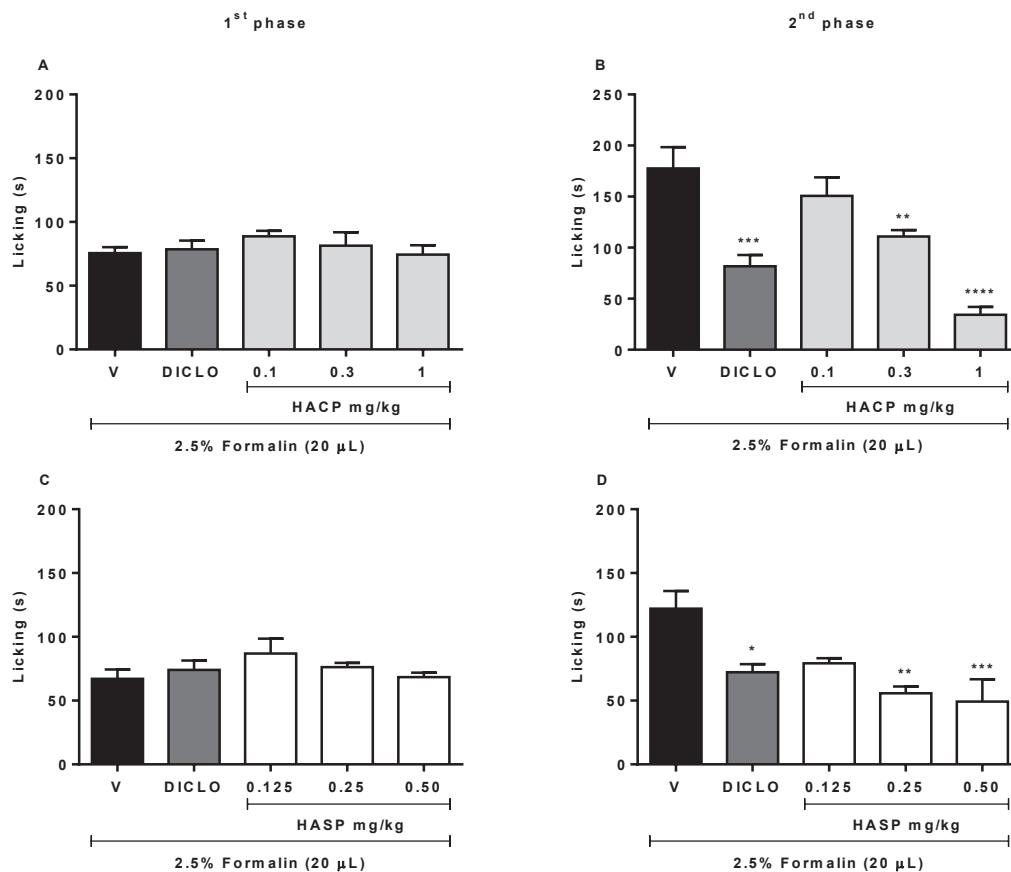 1st phase
2nd phase
A
200
150
100
50
0
Licking (s)
V DICLO 0.1 0.3 1
HACP mg/kg
2.5% Formalin (20 µL)
B
250
200
150
100
50
0
Licking (s)
***
**
****
V DICLO 0.1 0.3 1
HACP mg/kg
2.5% Formalin (20 µL)
C
200
150
100
50
0
Licking (s)
V DICLO 0.125 0.25 0.50
HASP mg/kg
2.5% Formalin (20 µL)
D
200
150
100
50
0
Licking (s)
*
**
***
V DICLO 0.125 0.25 0.50
HASP mg/kg
2.5% Formalin (20 µL)